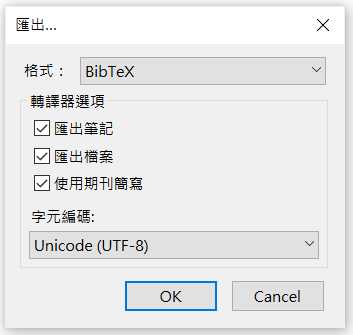 匯出...
格式：
BibTeX
轉譯器選項
匯出筆記
匯出檔案
使用期刊簡寫
字元編碼:
Unicode (UTF-8)
OK
Cancel